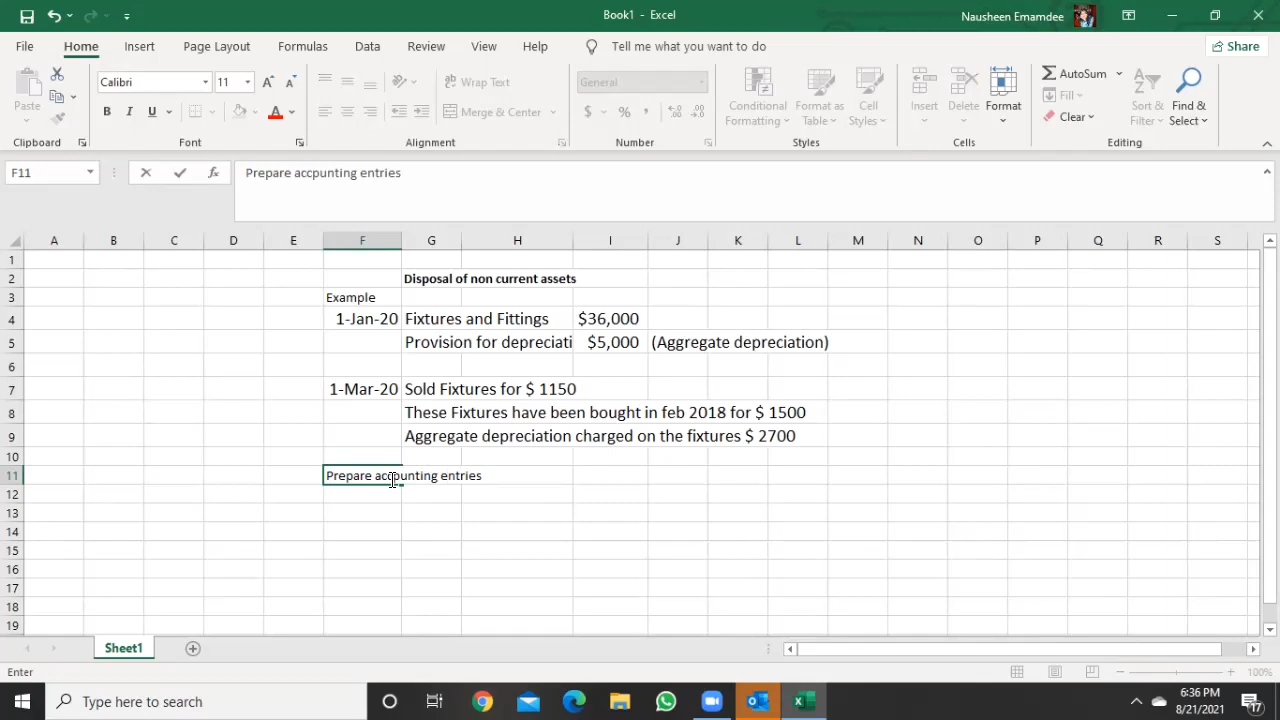 Book1 - Excel
Nausheen Emamdee
File Home Insert Page Layout Formulas Data Review View Help Tell me what you want to do Share
Paste
Clipboard
Calibri 11
B I U
Font
Wrap Text
Merge & Center
Alignment
General
$ %
Number
Conditional Formatting
Format as Table
Cell Styles
Styles
Insert Delete Format
Cells
AutoSum
Fill
Clear
Sort & Filter
Find & Select
Editing
F11 fx Prepare accpunting entries
A B C D E F G H I J K L M N O P Q R S
1
2 Disposal of non current assets
3 Example
4 1-Jan-20 Fixtures and Fittings $36,000
5 Provision for depreciati $5,000 (Aggregate depreciation)
6
7 1-Mar-20 Sold Fixtures for $ 1150
8 These Fixtures have been bought in feb 2018 for $ 1500
9 Aggregate depreciation charged on the fixtures $ 2700
10
11 Prepare accpunting entries
12
13
14
15
16
17
18
19
Sheet1
Enter 100%
Type here to search
6:36 PM
8/21/2021
17